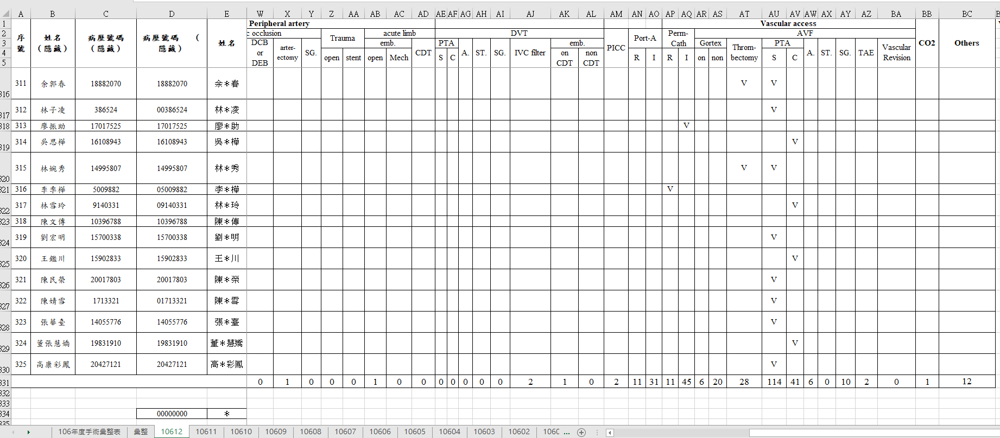 A B C D E W X Y Z AA AB AC AD AE AF AG AH AI AJ AK AL AM AN AO AP AQ AR AS AT AU AV AW AX AY AZ BA BB BC
1 Peripheral artery Vascular access
2 c occlusion Trauma acute limb DVT Port-A Perm-Cath AVF
序號 姓名（隱藏） 病歷號碼（隱藏） 病歷號碼 （隱藏） 姓名
3 DCB or DEB arter-ectomy SG. emb. CDT PTA A. ST. SG. IVC filter emb. PICC Gortex Throm-bectomy PTA A. ST. SG. TAE Vascular Revision CO2 Others
4 open stent open Mech S C on CDT non CDT R I R I on non S C
5
311 余郭春 18882070 18882070 余*春 V V
316
312 林子凌 386524 00386524 林*凌 V
317
318 313 廖振助 17017525 17017525 廖*助 V
314 吳思樺 16108943 16108943 吳*樺 V
319
315 林婉秀 14995807 14995807 林*秀 V V
320
321 316 李季樺 5009882 05009882 李*樺 V
317 林雪玲 9140331 09140331 林*玲 V
322
323 318 陳文傳 10396788 10396788 陳*傳
319 劉宏明 15700338 15700338 劉*明 V
324
320 王鑑川 15902833 15902833 王*川 V
325
321 陳民榮 20017803 20017803 陳*榮 V
326
322 陳婧雪 1713321 01713321 陳*雪 V
327
323 張華臺 14055776 14055776 張*臺 V
328
324 董張慧嬌 19831910 19831910 董*慧嬌 V
329
325 高康彩鳳 20427121 20427121 高*彩鳳 V
330
331 0 1 0 0 0 1 0 0 0 0 0 0 0 2 1 0 2 11 31 11 45 6 20 28 114 41 6 0 10 2 0 1 12
332
333
334 00000000 *
335
106年度手術彙整表 彙整 10612 10611 10610 10609 10608 10607 10606 10605 10604 10603 10602 1060 ...